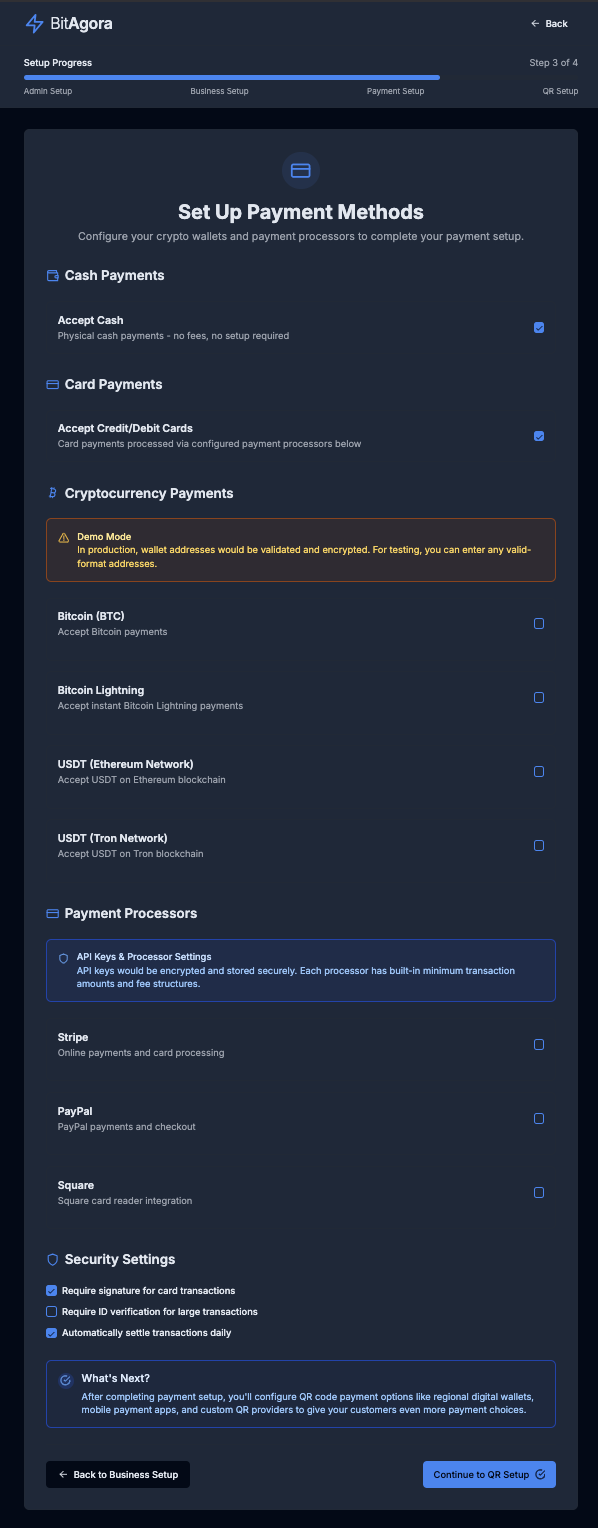 BitAgora
← Back
Setup Progress
Step 3 of 4
Admin Setup
Business Setup
Payment Setup
QR Setup
Set Up Payment Methods
Configure your crypto wallets and payment processors to complete your payment setup.
Cash Payments
Accept Cash
Physical cash payments - no fees, no setup required
Card Payments
Accept Credit/Debit Cards
Card payments processed via configured payment processors below
Cryptocurrency Payments
Demo Mode
In production, wallet addresses would be validated and encrypted. For testing, you can enter any valid-
format addresses.
Bitcoin (BTC)
Accept Bitcoin payments
Bitcoin Lightning
Accept instant Bitcoin Lightning payments
USDT (Ethereum Network)
Accept USDT on Ethereum blockchain
USDT (Tron Network)
Accept USDT on Tron blockchain
Payment Processors
API Keys & Processor Settings
API keys would be encrypted and stored securely. Each processor has built-in minimum transaction
amounts and fee structures.
Stripe
Online payments and card processing
PayPal
PayPal payments and checkout
Square
Square card reader integration
Security Settings
Require signature for card transactions
Require ID verification for large transactions
Automatically settle transactions daily
What's Next?
After completing payment setup, you'll configure QR code payment options like regional digital wallets,
mobile payment apps, and custom QR providers to give your customers even more payment choices.
← Back to Business Setup
Continue to QR Setup